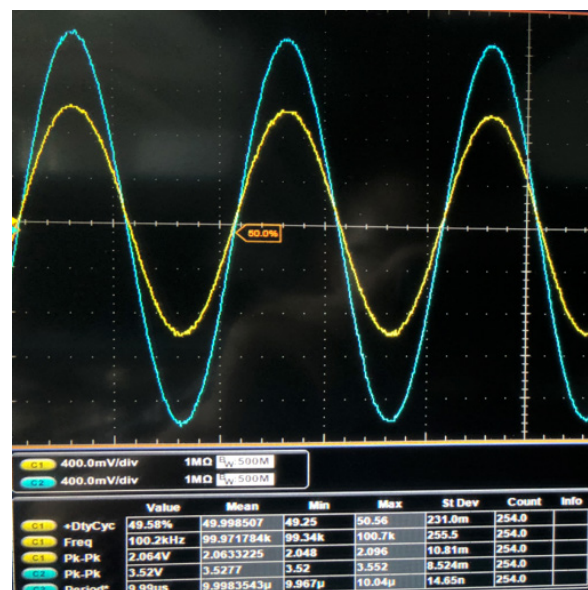 50.0%
C1 400.0mV/div 1MΩ BW 500M
C2 400.0mV/div 1MΩ BW 500M
Value Mean Min Max St Dev Count Info
C1 +DtyCyc 49.58% 49.998507 49.25 50.56 231.0m 254.0
C1 Freq 100.2kHz 99.971784k 99.34k 100.7k 255.5 254.0
C1 Pk-Pk 2.064V 2.0633225 2.048 2.096 10.81m 254.0
C2 Pk-Pk 3.52V 3.5277 3.52 3.552 8.524m 254.0
Period* 9.99µs 9.9983543µ 9.967µ 10.04µ 14.65n 254.0